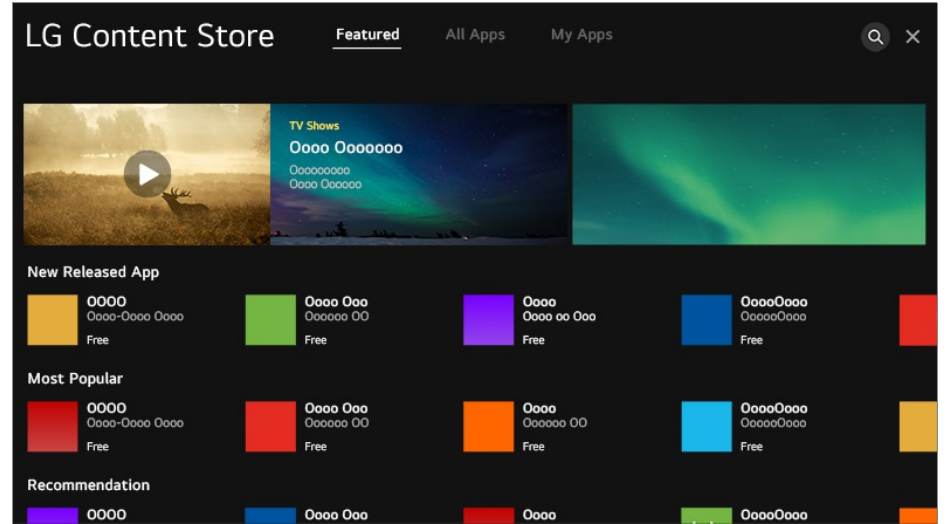 LG Content Store
Featured
All Apps
My Apps
TV Shows
Oooo Ooooooo
Ooooooooo
Oooo Oooooo
New Released App
OOOO
Oooo-Oooo Oooo
Free
Oooo Ooo
Oooooo OO
Free
Oooo
Oooo oo Ooo
Free
OoooOooo
OooooOooo
Free
Most Popular
OOOO
Oooo-Oooo Oooo
Free
Oooo Ooo
Oooooo OO
Free
Oooo
Oooooo OO
Free
OoooOooo
OooooOooo
Free
Recommendation
OOOO
Oooo Ooo
Oooo
OoooOooo